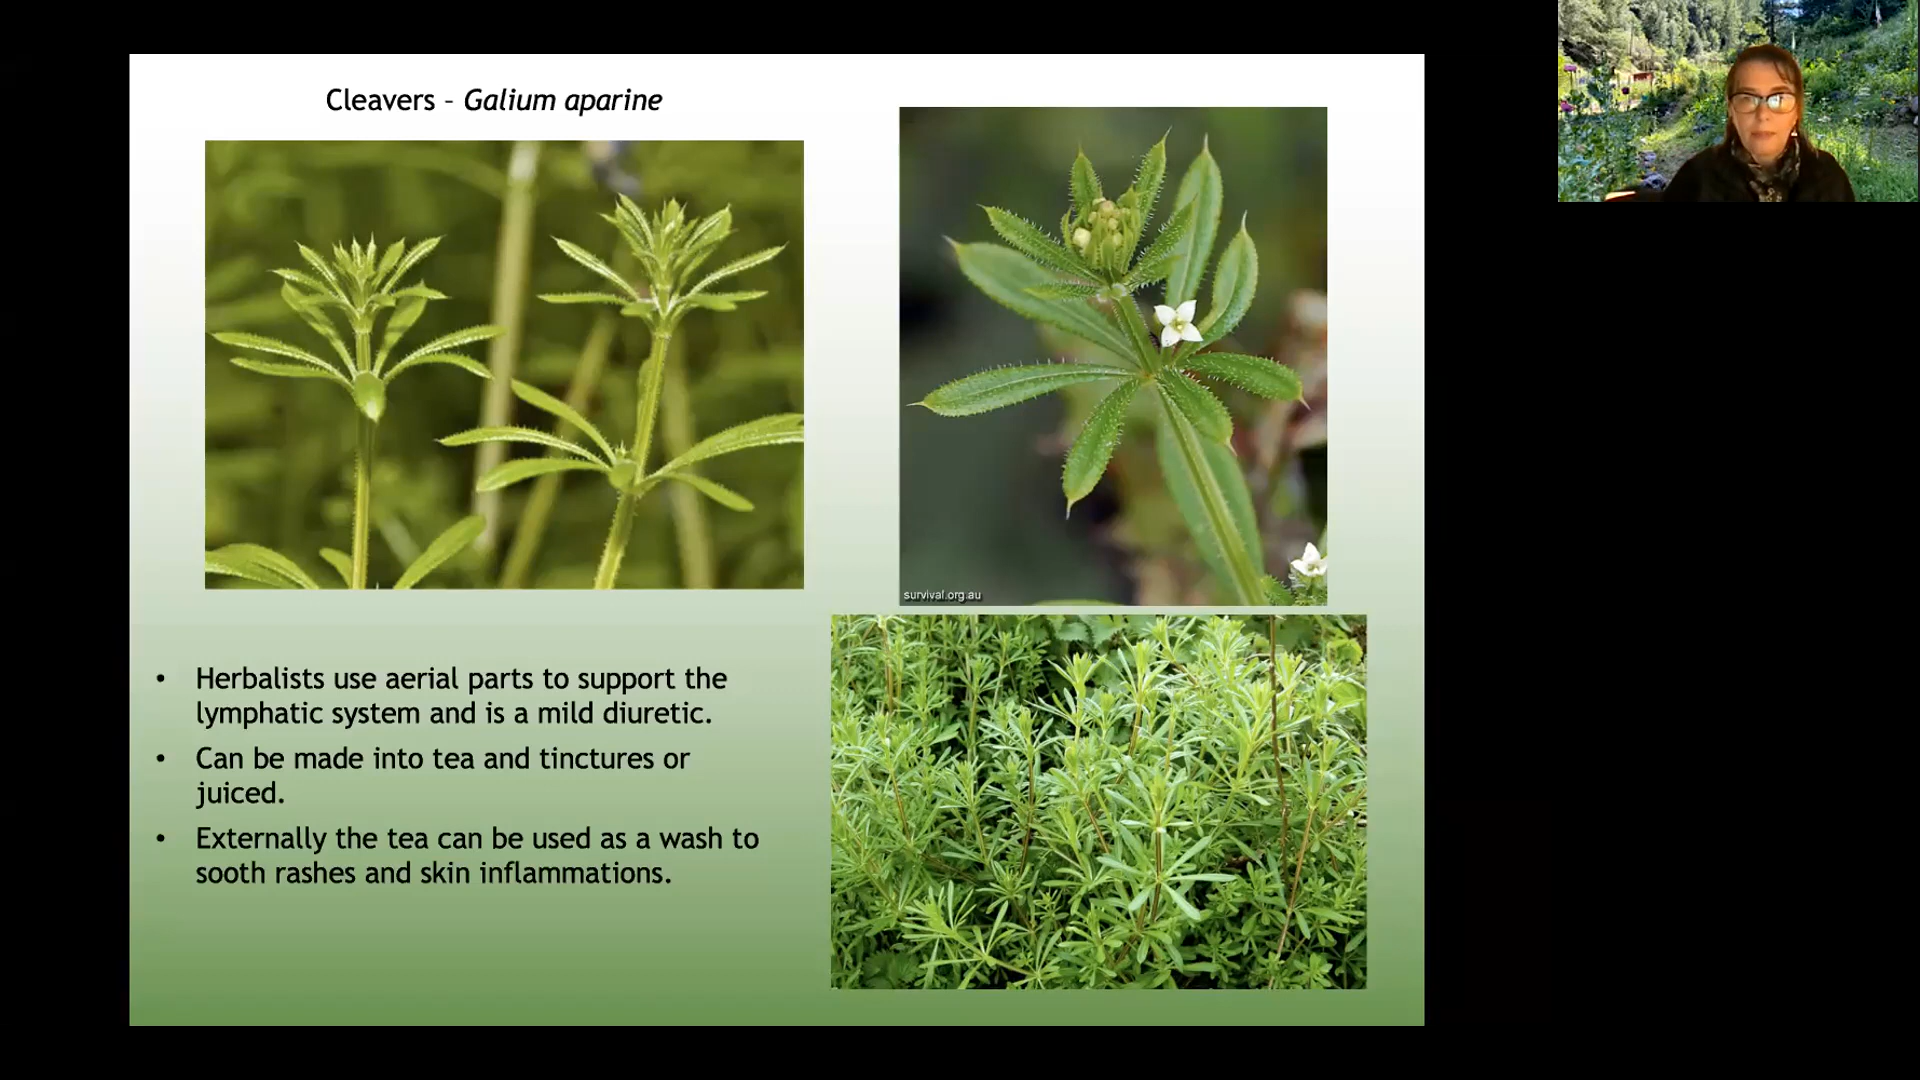 Cleavers – Galium aparine
survival.org.au
• Herbalists use aerial parts to support the
lymphatic system and is a mild diuretic.
• Can be made into tea and tinctures or
juiced.
• Externally the tea can be used as a wash to
sooth rashes and skin inflammations.